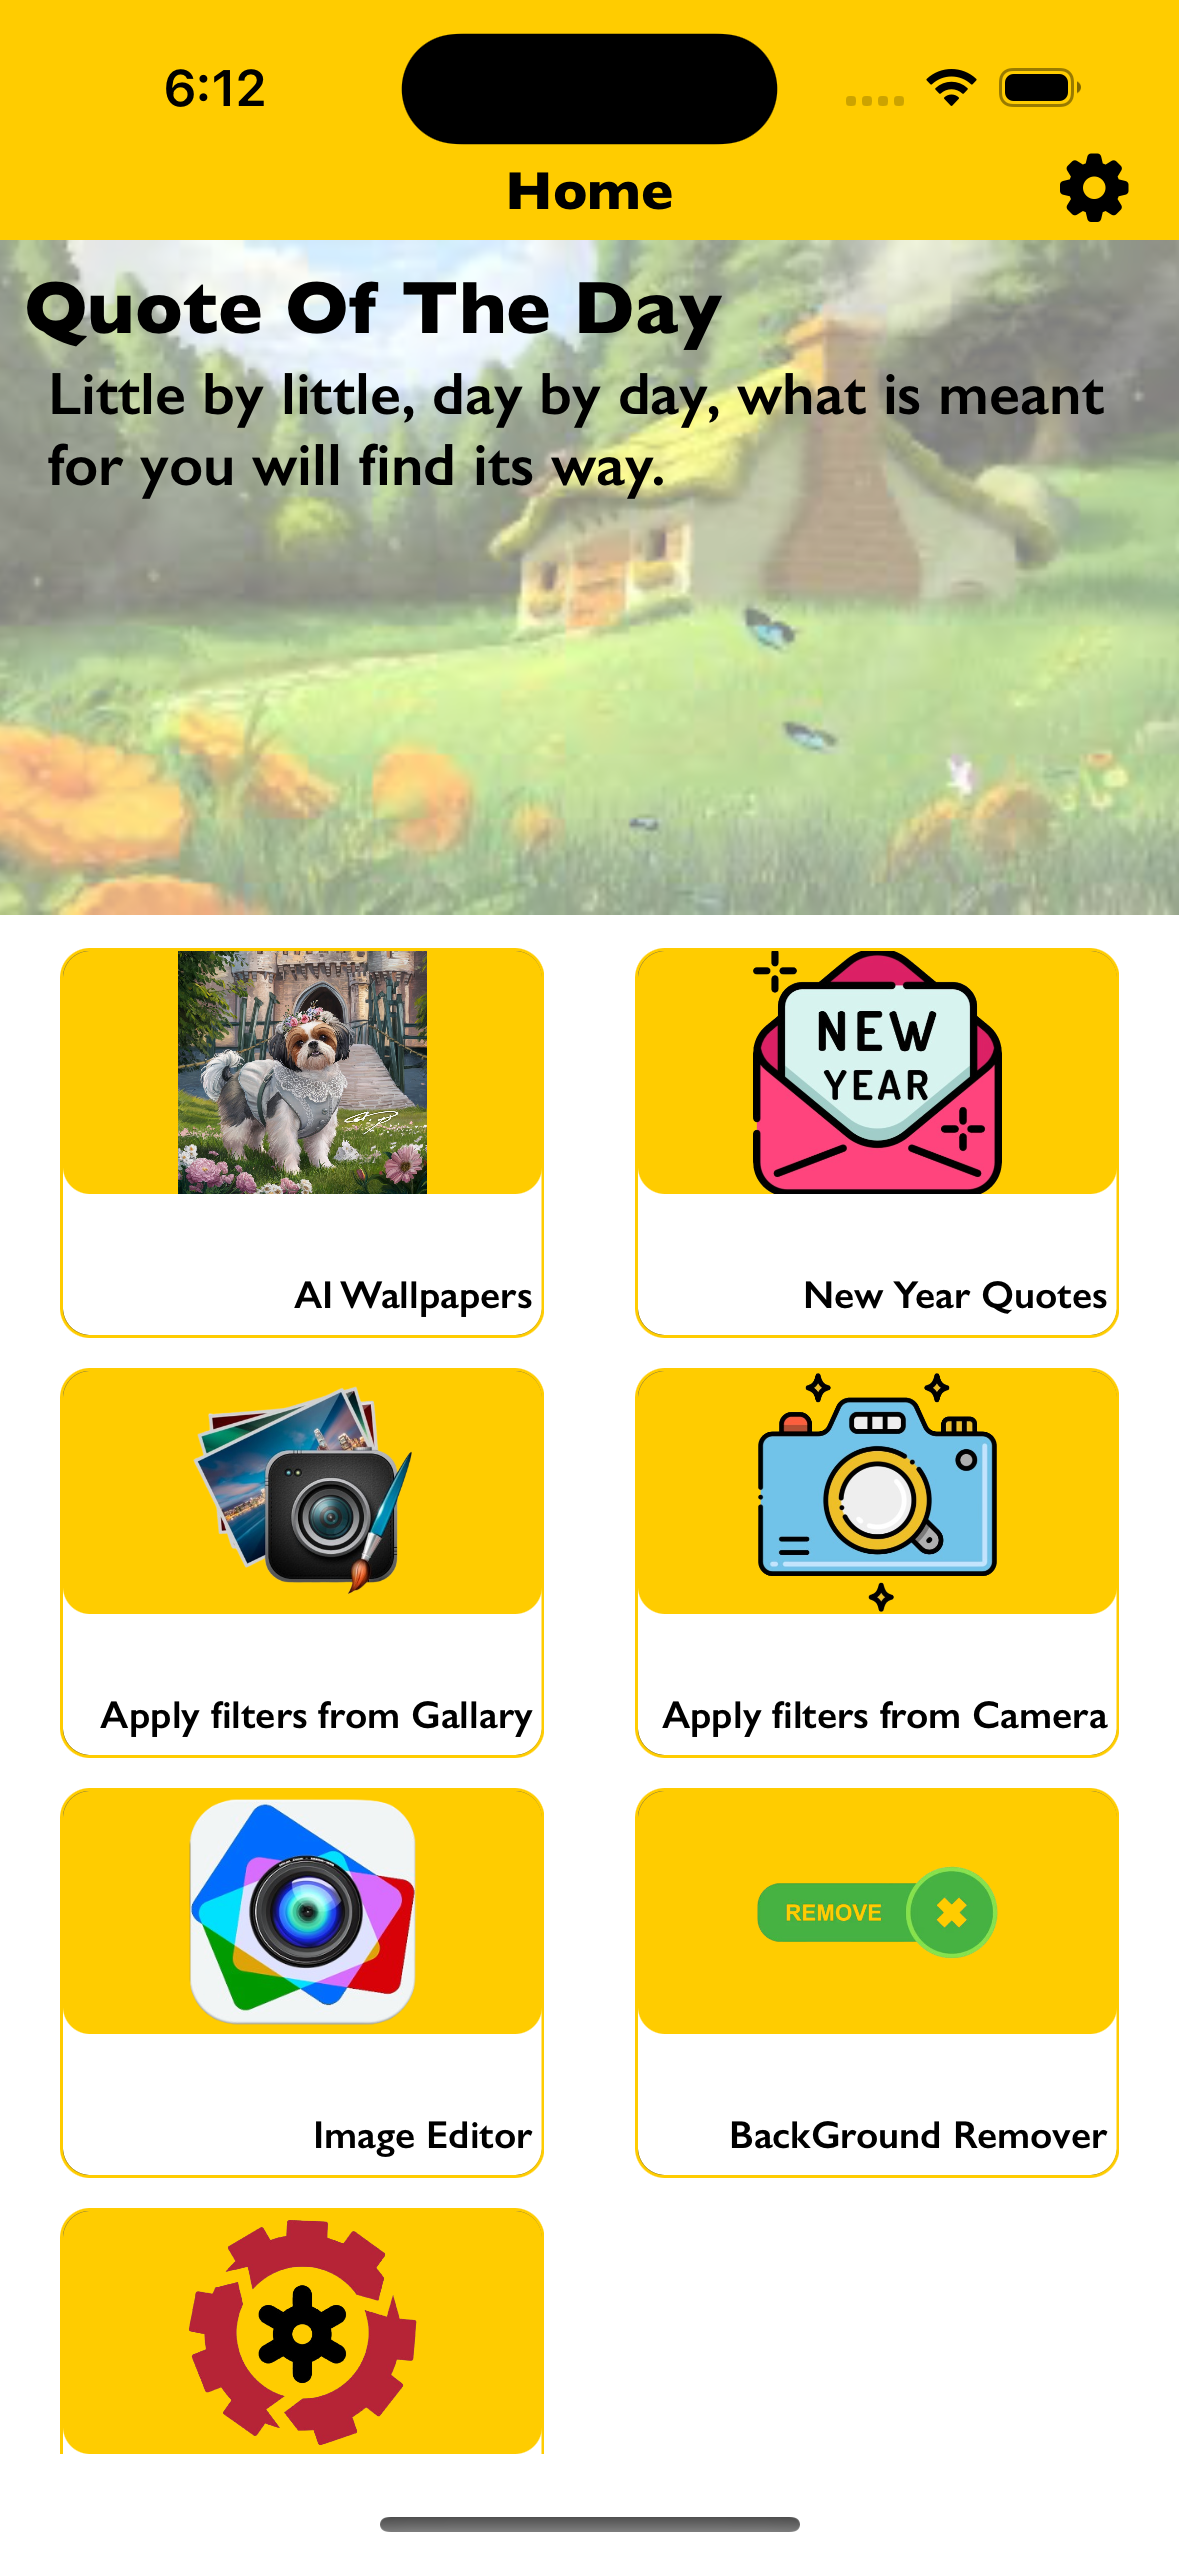 6:12
Home
Quote Of The Day
Little by little, day by day, what is meant
for you will find its way.
NEW
YEAR
AI Wallpapers
New Year Quotes
Apply filters from Gallary
Apply filters from Camera
REMOVE
Image Editor
BackGround Remover